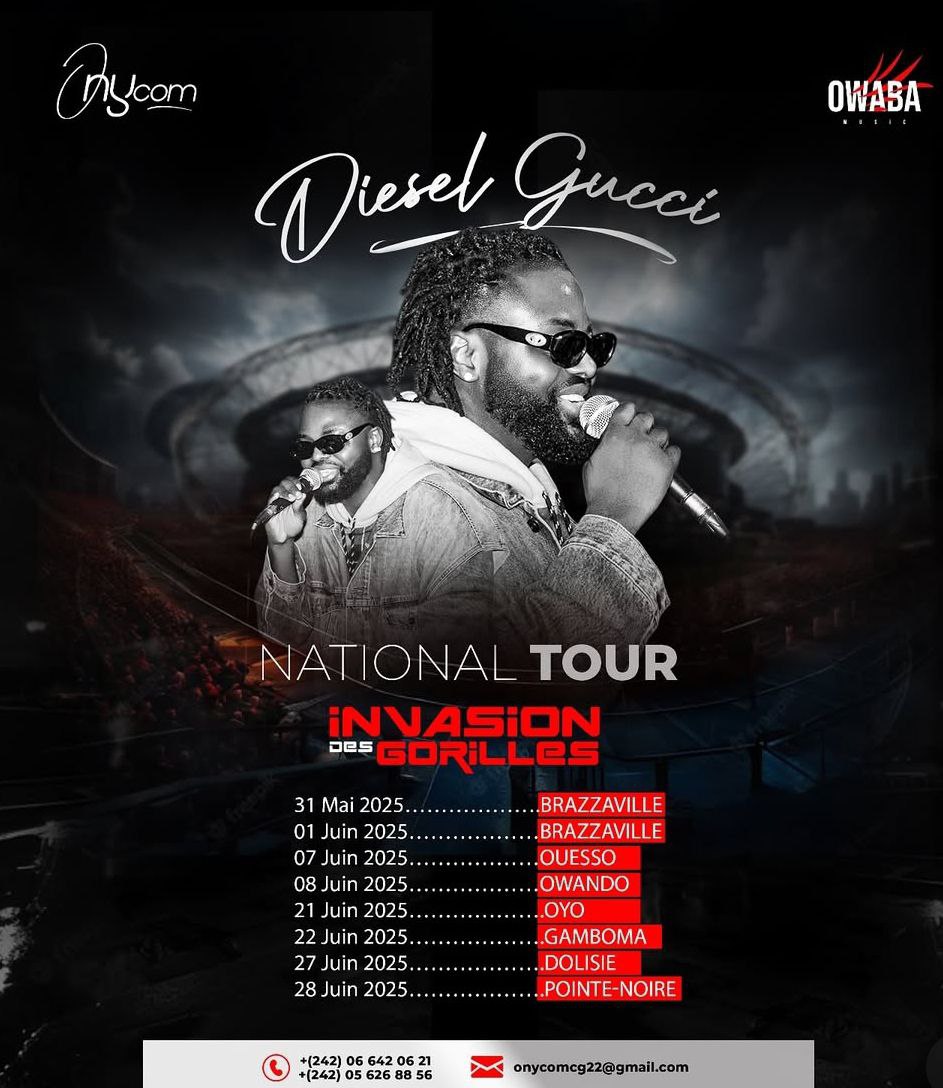 Onycom
OWABA
MUSIC
Diesel Gucci
NATIONAL TOUR
iNVASiON
DES GORiLLES
31 Mai 2025......................BRAZZAVILLE
01 Juin 2025.....................BRAZZAVILLE
07 Juin 2025.....................OUESSO
08 Juin 2025.....................OWANDO
21 Juin 2025......................OYO
22 Juin 2025......................GAMBOMA
27 Juin 2025......................DOLISIE
28 Juin 2025......................POINTE-NOIRE
+(242) 06 642 06 21
+(242) 05 626 88 56
onycomcg22@gmail.com